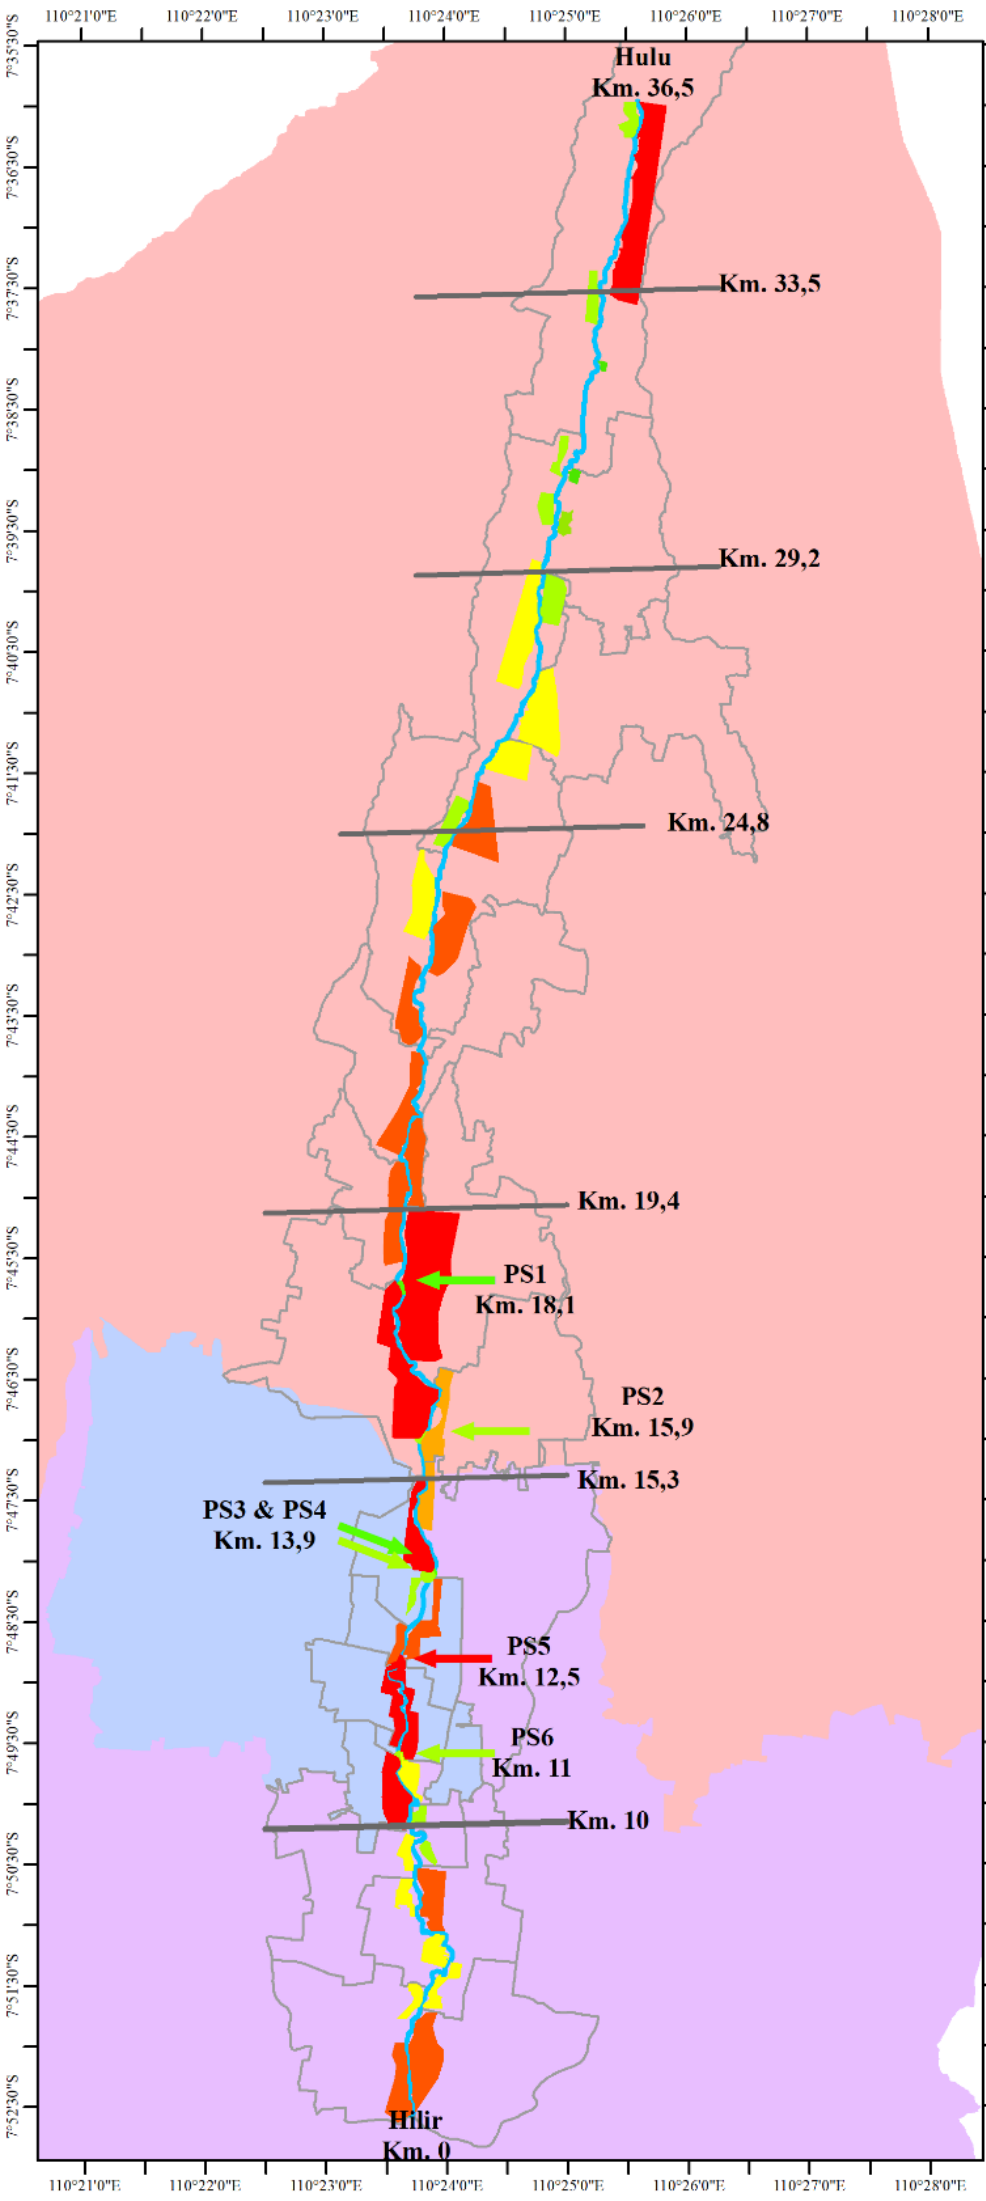 110°21'0"E 110°22'0"E 110°23'0"E 110°24'0"E 110°25'0"E 110°26'0"E 110°27'0"E 110°28'0"E
7°35'30"S
Hulu
Km. 36,5
7°36'30"S
7°37'30"S
Km. 33,5
7°38'30"S
7°39'30"S
Km. 29,2
7°40'30"S
7°41'30"S
Km. 24,8
7°42'30"S
7°43'30"S
7°44'30"S
Km. 19,4
7°45'30"S
PS1
Km. 18,1
7°46'30"S
PS2
Km. 15,9
Km. 15,3
7°47'30"S
PS3 & PS4
Km. 13,9
7°48'30"S
PS5
Km. 12,5
7°49'30"S
PS6
Km. 11
Km. 10
7°50'30"S
7°51'30"S
7°52'30"S
Hilir
Km. 0
110°21'0"E 110°22'0"E 110°23'0"E 110°24'0"E 110°25'0"E 110°26'0"E 110°27'0"E 110°28'0"E